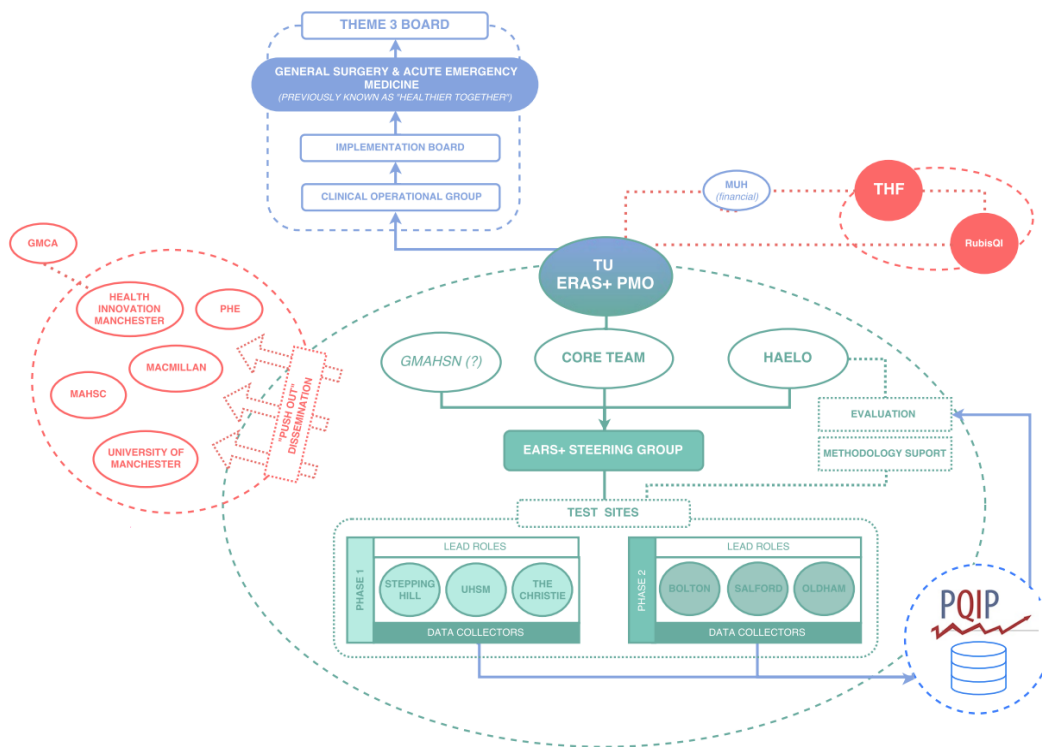 THEME 3 BOARD
GENERAL SURGERY & ACUTE EMERGENCY
MEDICINE
(PREVIOUSLY KNOWN AS "HEALTHIER TOGETHER")
IMPLEMENTATION BOARD
CLINICAL OPERATIONAL GROUP
MUH
(financial)
THF
RubisQI
GMCA
HEALTH
INNOVATION
MANCHESTER
PHE
MACMILLAN
MAHSC
UNIVERSITY OF
MANCHESTER
"PUSH OUT"
DISSEMINATION
TU
ERAS+ PMO
GMAHSN (?)
CORE TEAM
HAELO
EVALUATION
METHODOLOGY SUPORT
EARS+ STEERING GROUP
TEST SITES
PHASE 1
LEAD ROLES
STEPPING
HILL
UHSM
THE
CHRISTIE
DATA COLLECTORS
PHASE 2
LEAD ROLES
BOLTON
SALFORD
OLDHAM
DATA COLLECTORS
PQIP